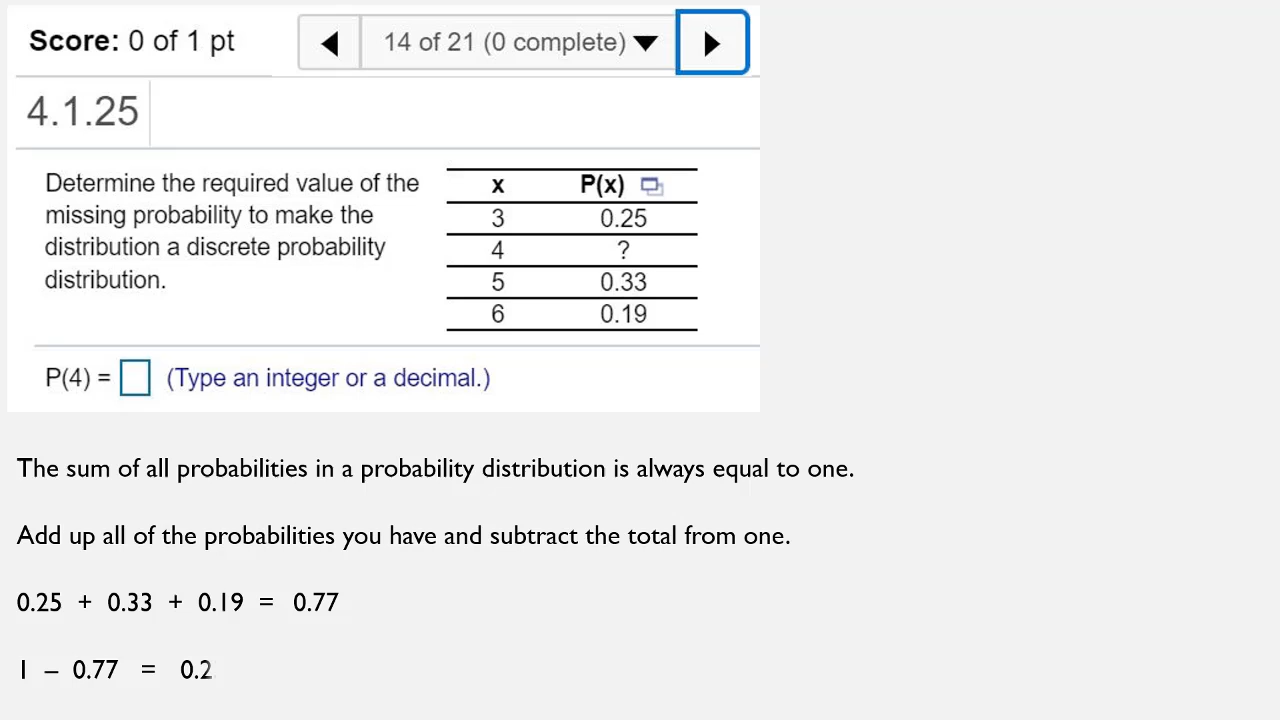 Score: 0 of 1 pt
14 of 21 (0 complete)
4.1.25
Determine the required value of the
missing probability to make the
distribution a discrete probability
distribution.
x P(x)
3 0.25
4 ?
5 0.33
6 0.19
P(4) = (Type an integer or a decimal.)
The sum of all probabilities in a probability distribution is always equal to one.
Add up all of the probabilities you have and subtract the total from one.
0.25 + 0.33 + 0.19 = 0.77
1 – 0.77 = 0.2